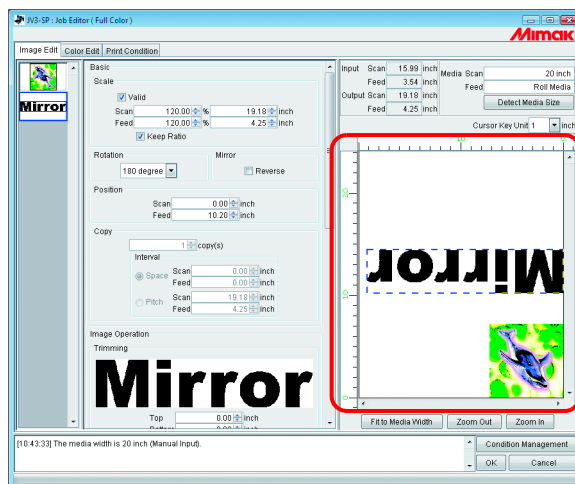 JV3-SP : Job Editor ( Full Color )
Mimaki
Image Edit Color Edit Print Condition
Mirror
Basic
Scale
Valid
Scan 120.00 % 19.18 inch
Feed 120.00 % 4.25 inch
Keep Ratio
Rotation
180 degree
Mirror
Reverse
Position
Scan 0.00 inch
Feed 10.20 inch
Copy
1 copy(s)
Interval
Space
Scan 0.00 inch
Feed 0.00 inch
Pitch
Scan 19.18 inch
Feed 4.25 inch
Image Operation
Trimming
Mirror
Top 0.00 inch
Input Scan 15.99 inch
Feed 3.54 inch
Output Scan 19.18 inch
Feed 4.25 inch
Media Scan 20 inch
Feed Roll Media
Detect Media Size
Cursor Key Unit 1 inch
10 0
20
10
0
Mirror
Fit to Media Width Zoom Out Zoom In
[10:43:33] The media width is 20 inch (Manual Input).
Condition Management
OK Cancel